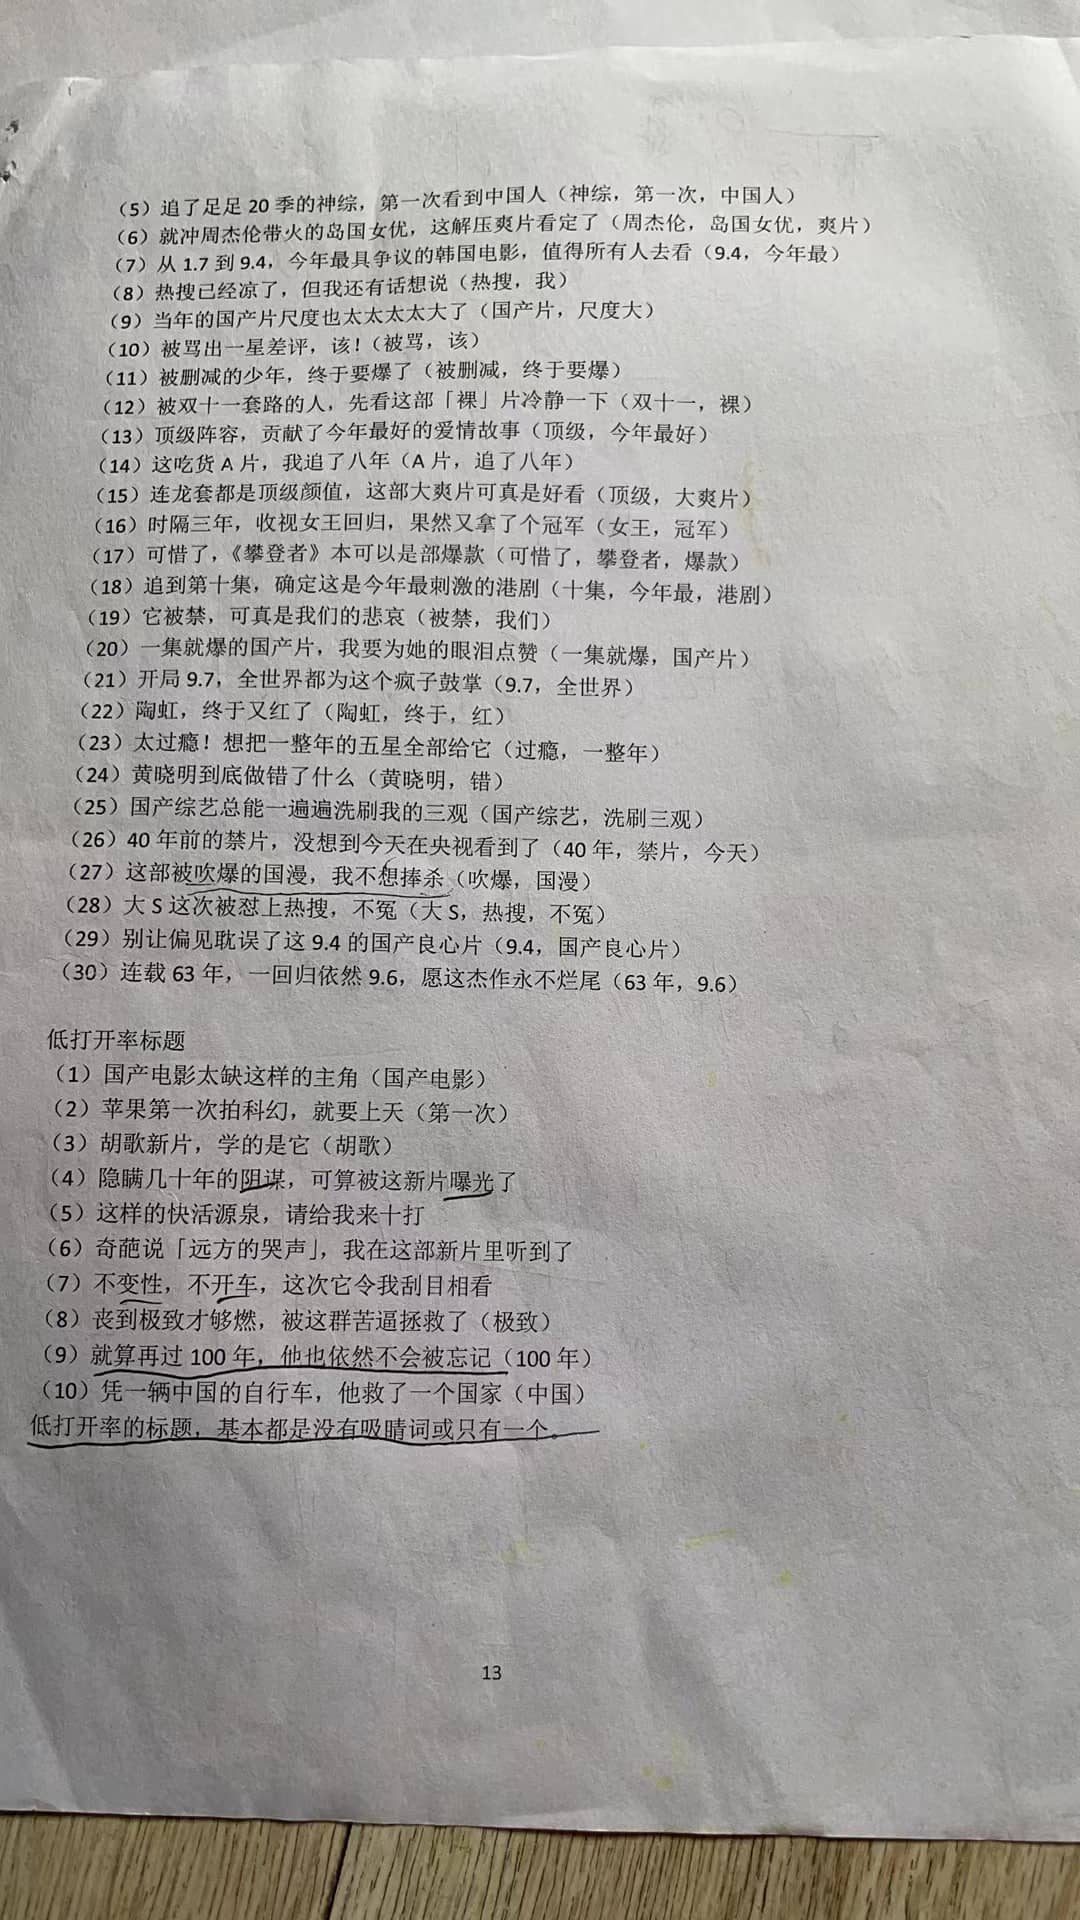 （5）追了足足 20 季的神综，第一次看到中国人（神综，第一次，中国人）
（6）就冲周杰伦带火的岛国女优，这解压爽片看定了（周杰伦，岛国女优，爽片）
（7）从 1.7 到 9.4，今年最具争议的韩国电影，值得所有人去看（9.4，今年最）
（8）热搜已经凉了，但我还有话想说（热搜，我）
（9）当年的国产片尺度也太太太太大了（国产片，尺度大）
（10）被骂出一星差评，该！（被骂，该）
（11）被删减的少年，终于要爆了（被删减，终于要爆）
（12）被双十一套路的人，先看这部「裸」片冷静一下（双十一，裸）
（13）顶级阵容，贡献了今年最好的爱情故事（顶级，今年最好）
（14）这吃货 A 片，我追了八年（A 片，追了八年）
（15）连龙套都是顶级颜值，这部大爽片可真是好看（顶级，大爽片）
（16）时隔三年，收视女王回归，果然又拿了个冠军（女王，冠军）
（17）可惜了，《攀登者》本可以是部爆款（可惜了，攀登者，爆款）
（18）追到第十集，确定这是今年最刺激的港剧（十集，今年最，港剧）
（19）它被禁，可真是我们的悲哀（被禁，我们）
（20）一集就爆的国产片，我要为她的眼泪点赞（一集就爆，国产片）
（21）开局 9.7，全世界都为这个疯子鼓掌（9.7，全世界）
（22）陶虹，终于又红了（陶虹，终于，红）
（23）太过瘾！想把一整年的五星全部给它（过瘾，一整年）
（24）黄晓明到底做错了什么（黄晓明，错）
（25）国产综艺总能一遍遍洗刷我的三观（国产综艺，洗刷三观）
（26）40 年前的禁片，没想到今天在央视看到了（40 年，禁片，今天）
（27）这部被吹爆的国漫，我不想捧杀（吹爆，国漫）
（28）大 S 这次被怼上热搜，不冤（大 S，热搜，不冤）
（29）别让偏见耽误了这 9.4 的国产良心片（9.4，国产良心片）
（30）连载 63 年，一回归依然 9.6，愿这杰作永不烂尾（63 年，9.6）
低打开率标题
（1）国产电影太缺这样的主角（国产电影）
（2）苹果第一次拍科幻，就要上天（第一次）
（3）胡歌新片，学的是它（胡歌）
（4）隐瞒几十年的阴谋，可算被这新片曝光了
（5）这样的快活源泉，请给我来十打
（6）奇葩说「远方的哭声」，我在这部新片里听到了
（7）不变性，不开车，这次它令我刮目相看
（8）丧到极致才够燃，被这群苦逼拯救了（极致）
（9）就算再过 100 年，他也依然不会被忘记（100 年）
（10）凭一辆中国的自行车，他救了一个国家（中国）
低打开率的标题，基本都是没有吸睛词或只有一个。
13